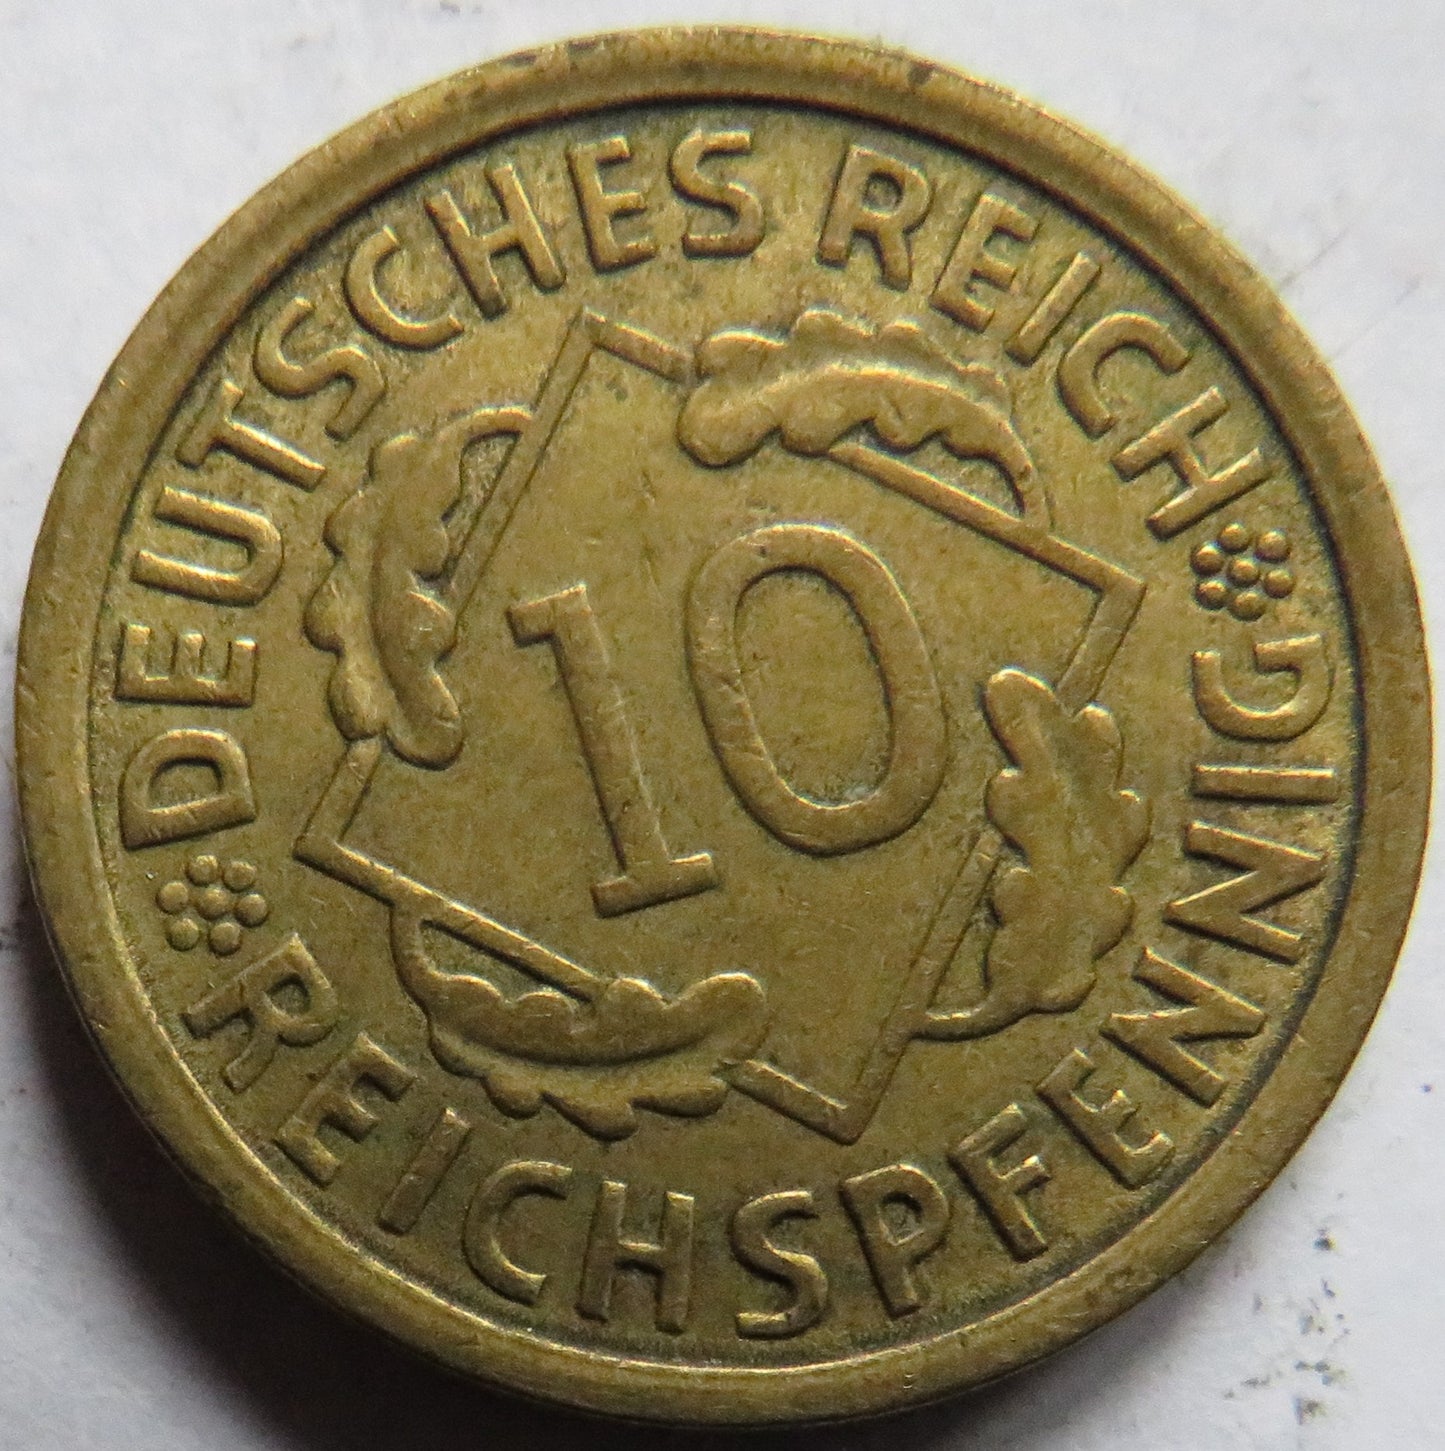 DEUTSCHES REICH
10
REICHSPFENNIG